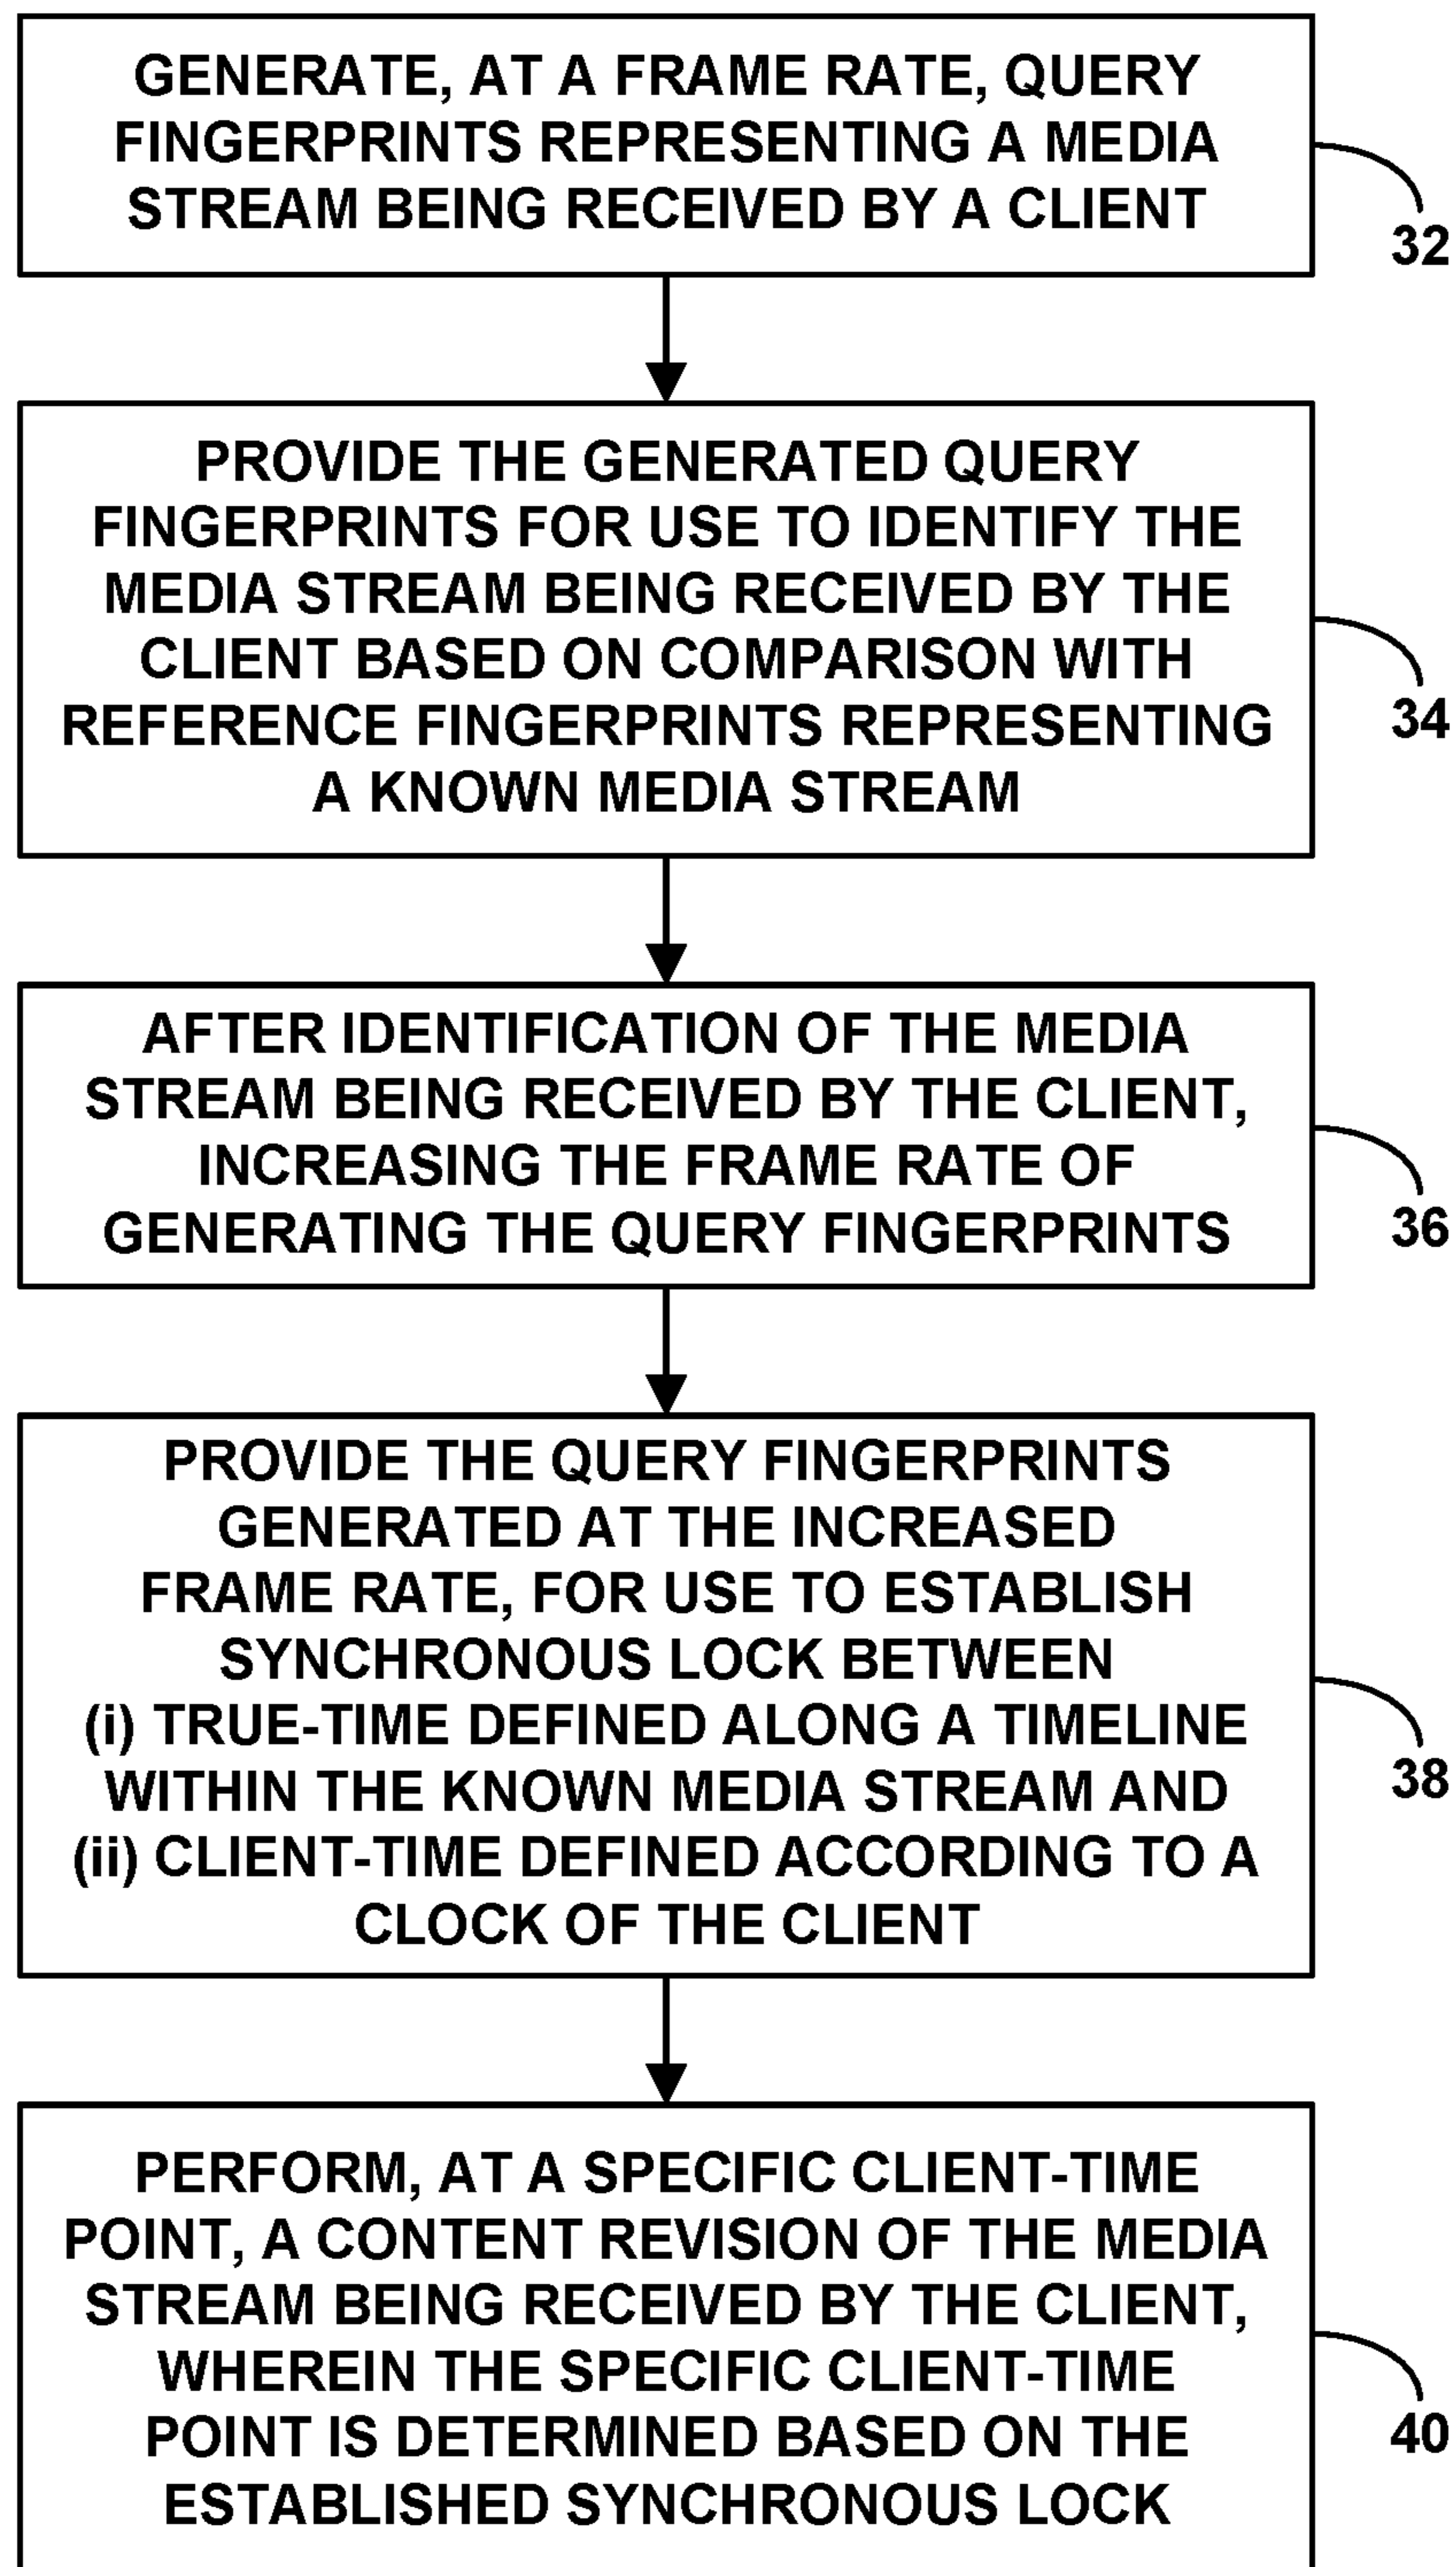 GENERATE, AT A FRAME RATE, QUERY
FINGERPRINTS REPRESENTING A MEDIA
STREAM BEING RECEIVED BY A CLIENT
32
PROVIDE THE GENERATED QUERY
FINGERPRINTS FOR USE TO IDENTIFY THE
MEDIA STREAM BEING RECEIVED BY THE
CLIENT BASED ON COMPARISON WITH
REFERENCE FINGERPRINTS REPRESENTING
A KNOWN MEDIA STREAM
34
AFTER IDENTIFICATION OF THE MEDIA
STREAM BEING RECEIVED BY THE CLIENT,
INCREASING THE FRAME RATE OF
GENERATING THE QUERY FINGERPRINTS
36
PROVIDE THE QUERY FINGERPRINTS
GENERATED AT THE INCREASED
FRAME RATE, FOR USE TO ESTABLISH
SYNCHRONOUS LOCK BETWEEN
(i) TRUE-TIME DEFINED ALONG A TIMELINE
WITHIN THE KNOWN MEDIA STREAM AND
(ii) CLIENT-TIME DEFINED ACCORDING TO A
CLOCK OF THE CLIENT
38
PERFORM, AT A SPECIFIC CLIENT-TIME
POINT, A CONTENT REVISION OF THE MEDIA
STREAM BEING RECEIVED BY THE CLIENT,
WHEREIN THE SPECIFIC CLIENT-TIME
POINT IS DETERMINED BASED ON THE
ESTABLISHED SYNCHRONOUS LOCK
40